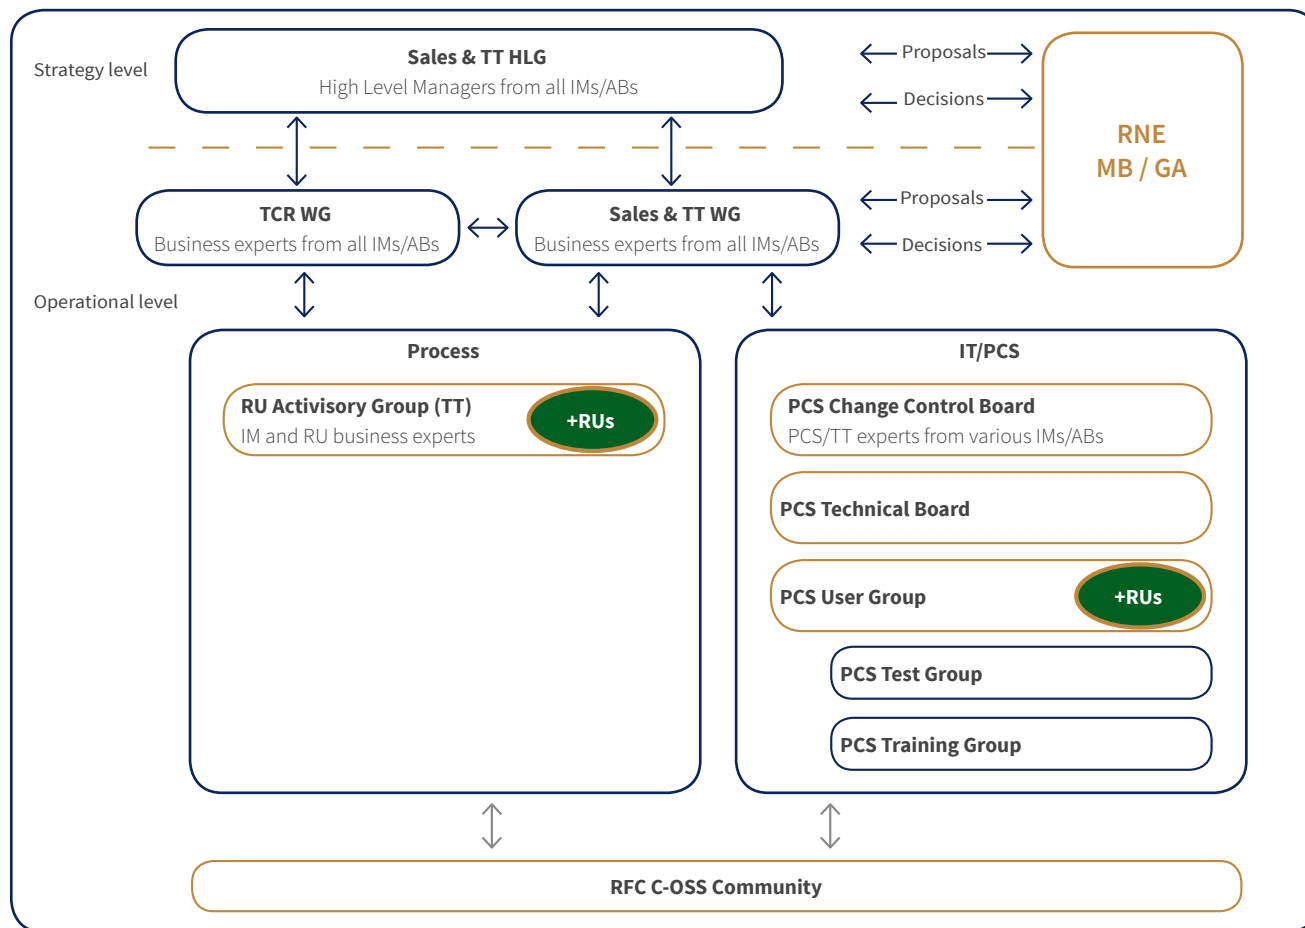 Sales & TT HLG
High Level Managers from all IMs/ABs
Strategy level
Proposals
Decisions
RNE
MB / GA
TCR WG
Business experts from all IMs/ABs
Sales & TT WG
Business experts from all IMs/ABs
Proposals
Decisions
Operational level
Process
RU Activisory Group (TT)
IM and RU business experts
+RUs
IT/PCS
PCS Change Control Board
PCS/TT experts from various IMs/ABs
PCS Technical Board
PCS User Group
+RUs
PCS Test Group
PCS Training Group
RFC C-OSS Community